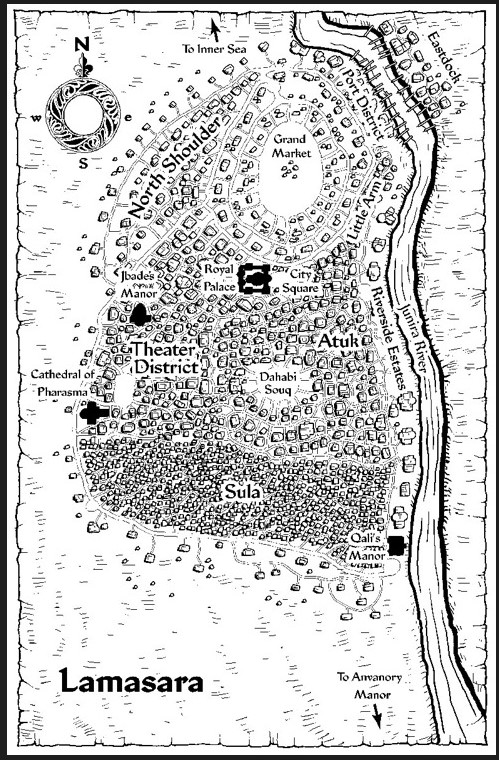 N
w
e
S
To Inner Sea
Eastdock
Port District
North Shoulder
Grand
Market
Little Arm
Jbade's
Manor
Royal
Palace
City
Square
Riverside Estates
Junira River
Theater
District
Atuk
Dahabi
Souq
Cathedral of
Pharasma
Sula
Qali's
Manor
Lamasara
To Anvanory
Manor